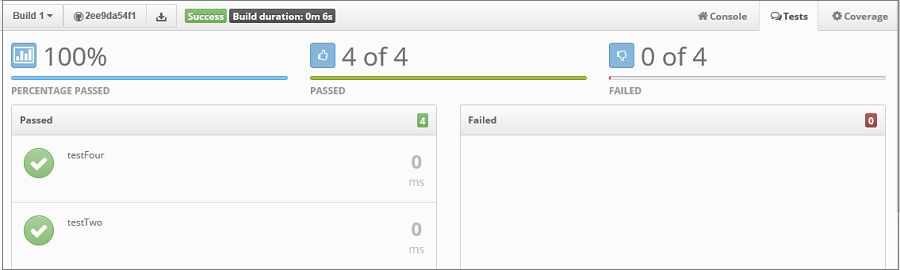 Build 1 2ee9da54f1 Success Build duration: 0m 6s Console Tests Coverage
100% 4 of 4 0 of 4
PERCENTAGE PASSED PASSED FAILED
Passed 4 Failed 0
testFour 0
ms
testTwo 0
ms